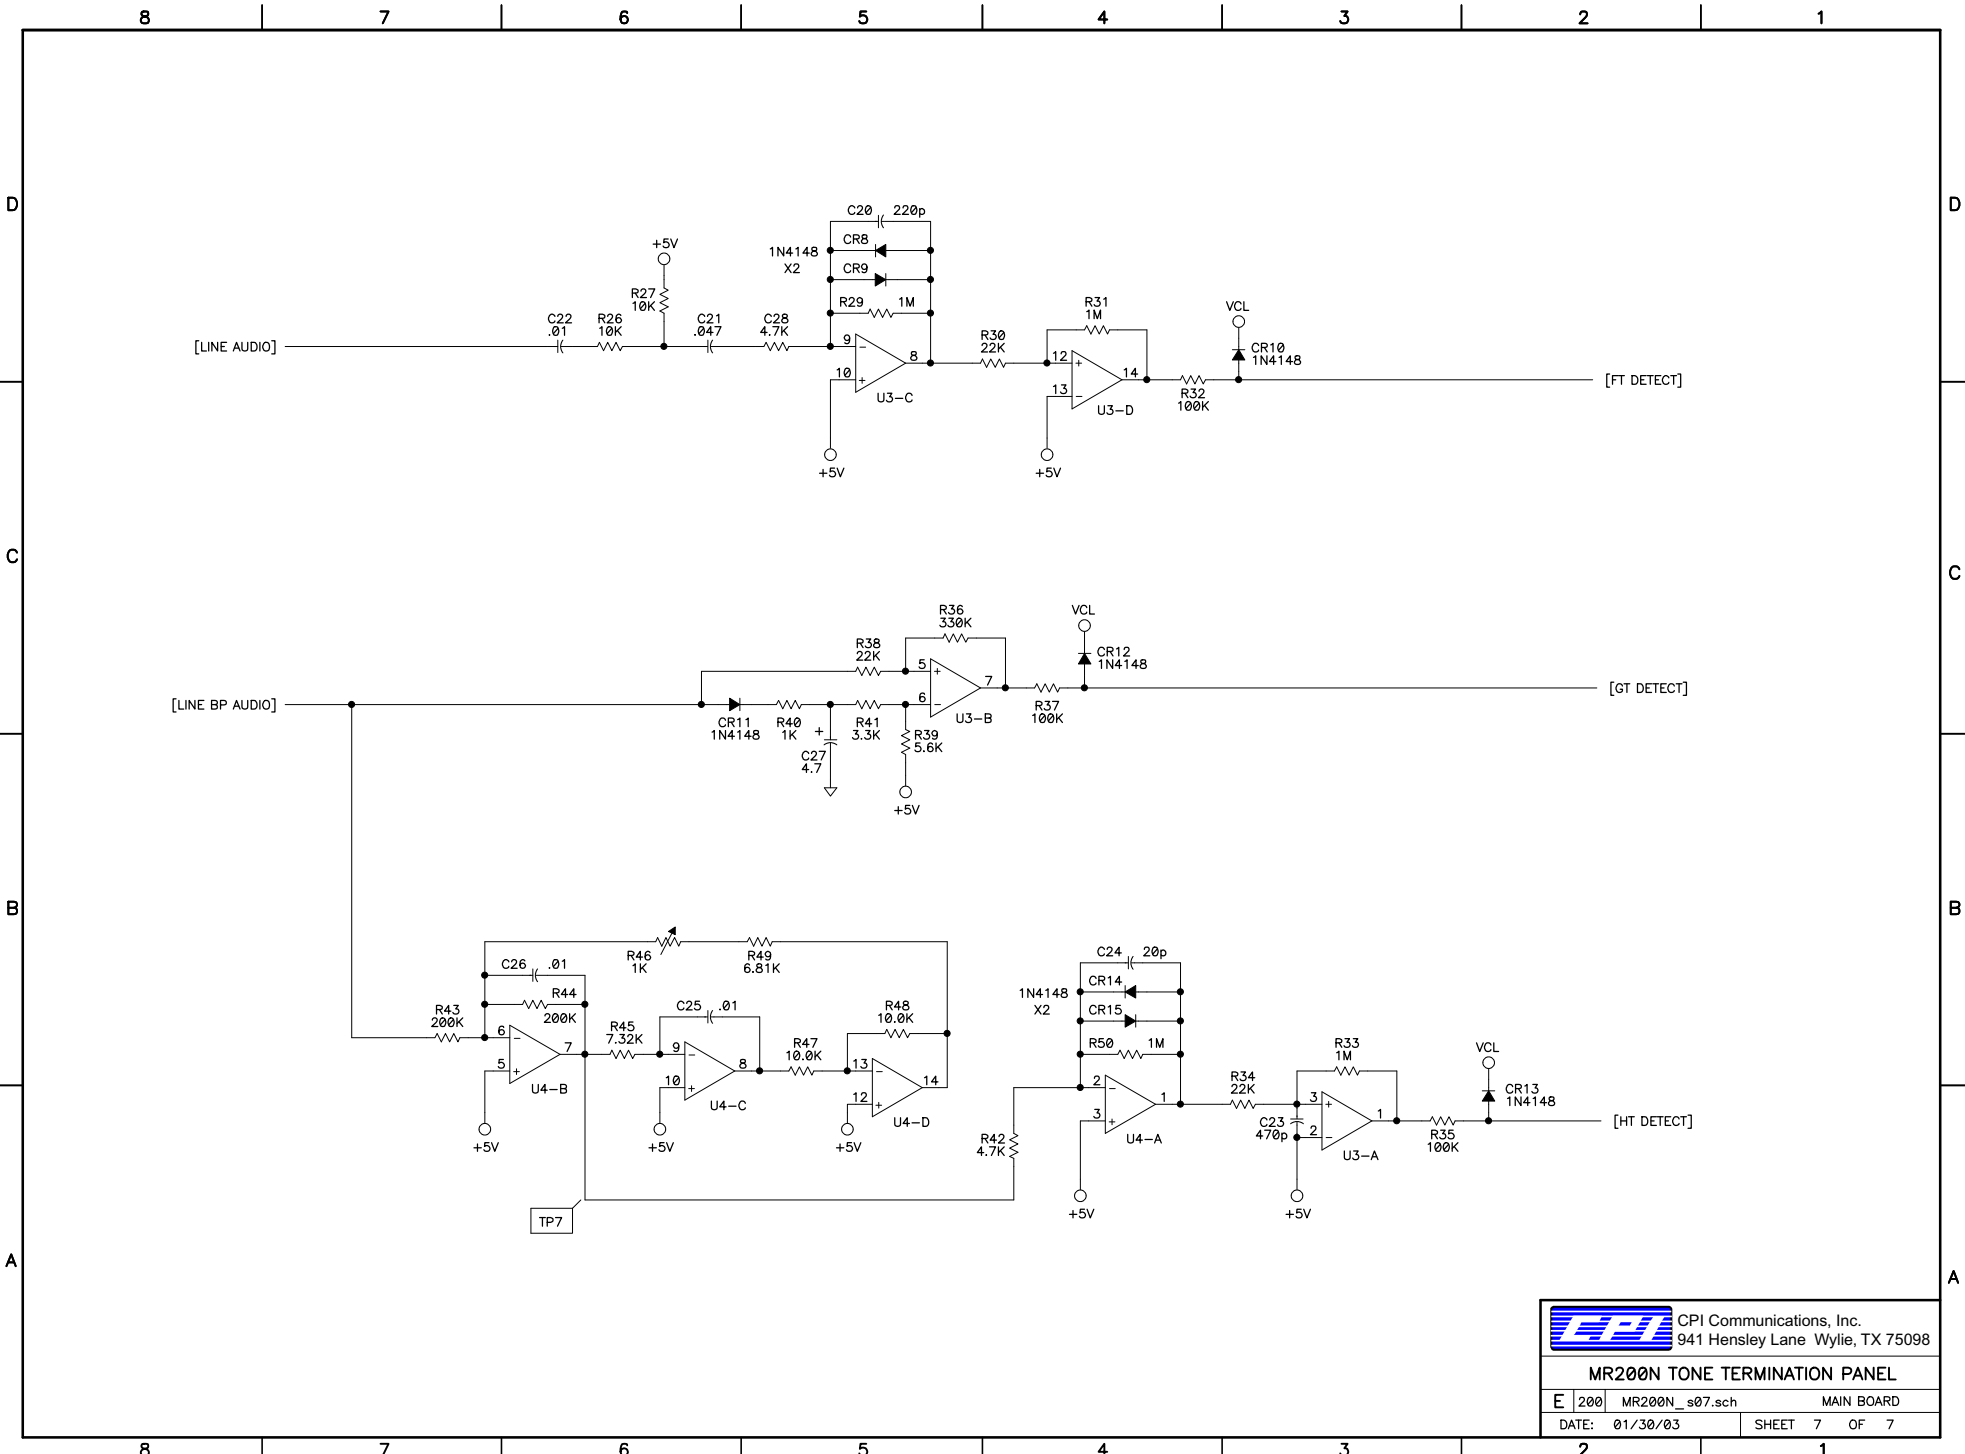 8 7 6 5 4 3 2 1
D D
C20 220p
CR8
1N4148
X2
CR9
+5V
R27
10K
R29 1M
C22
.01
R26
10K
C21
.047
C28
4.7K
[LINE AUDIO]
9
8
10
U3-C
+5V
R30
22K
R31
1M
12
14
13
U3-D
+5V
R32
100K
VCL
CR10
1N4148
[FT DETECT]
C C
R36
330K
R38
22K
5
7
6
U3-B
[LINE BP AUDIO]
CR11
1N4148
R40
1K
R41
3.3K
+
C27
4.7
R39
5.6K
+5V
R37
100K
VCL
CR12
1N4148
[GT DETECT]
B B
R46
1K
R49
6.81K
C26 .01
R44
200K
R43
200K
6
7
5
U4-B
+5V
R45
7.32K
C25 .01
9
8
10
U4-C
+5V
R47
10.0K
R48
10.0K
13
14
12
U4-D
+5V
TP7
R42
4.7K
C24 20p
CR14
1N4148
X2
CR15
R50 1M
2
1
3
U4-A
+5V
R34
22K
C23
470p
R33
1M
3
1
2
U3-A
+5V
R35
100K
VCL
CR13
1N4148
[HT DETECT]
A A
CPI
CPI Communications, Inc.
941 Hensley Lane Wylie, TX 75098
MR200N TONE TERMINATION PANEL
E 200 MR200N_s07.sch MAIN BOARD
DATE: 01/30/03 SHEET 7 OF 7
8 7 6 5 4 3 2 1